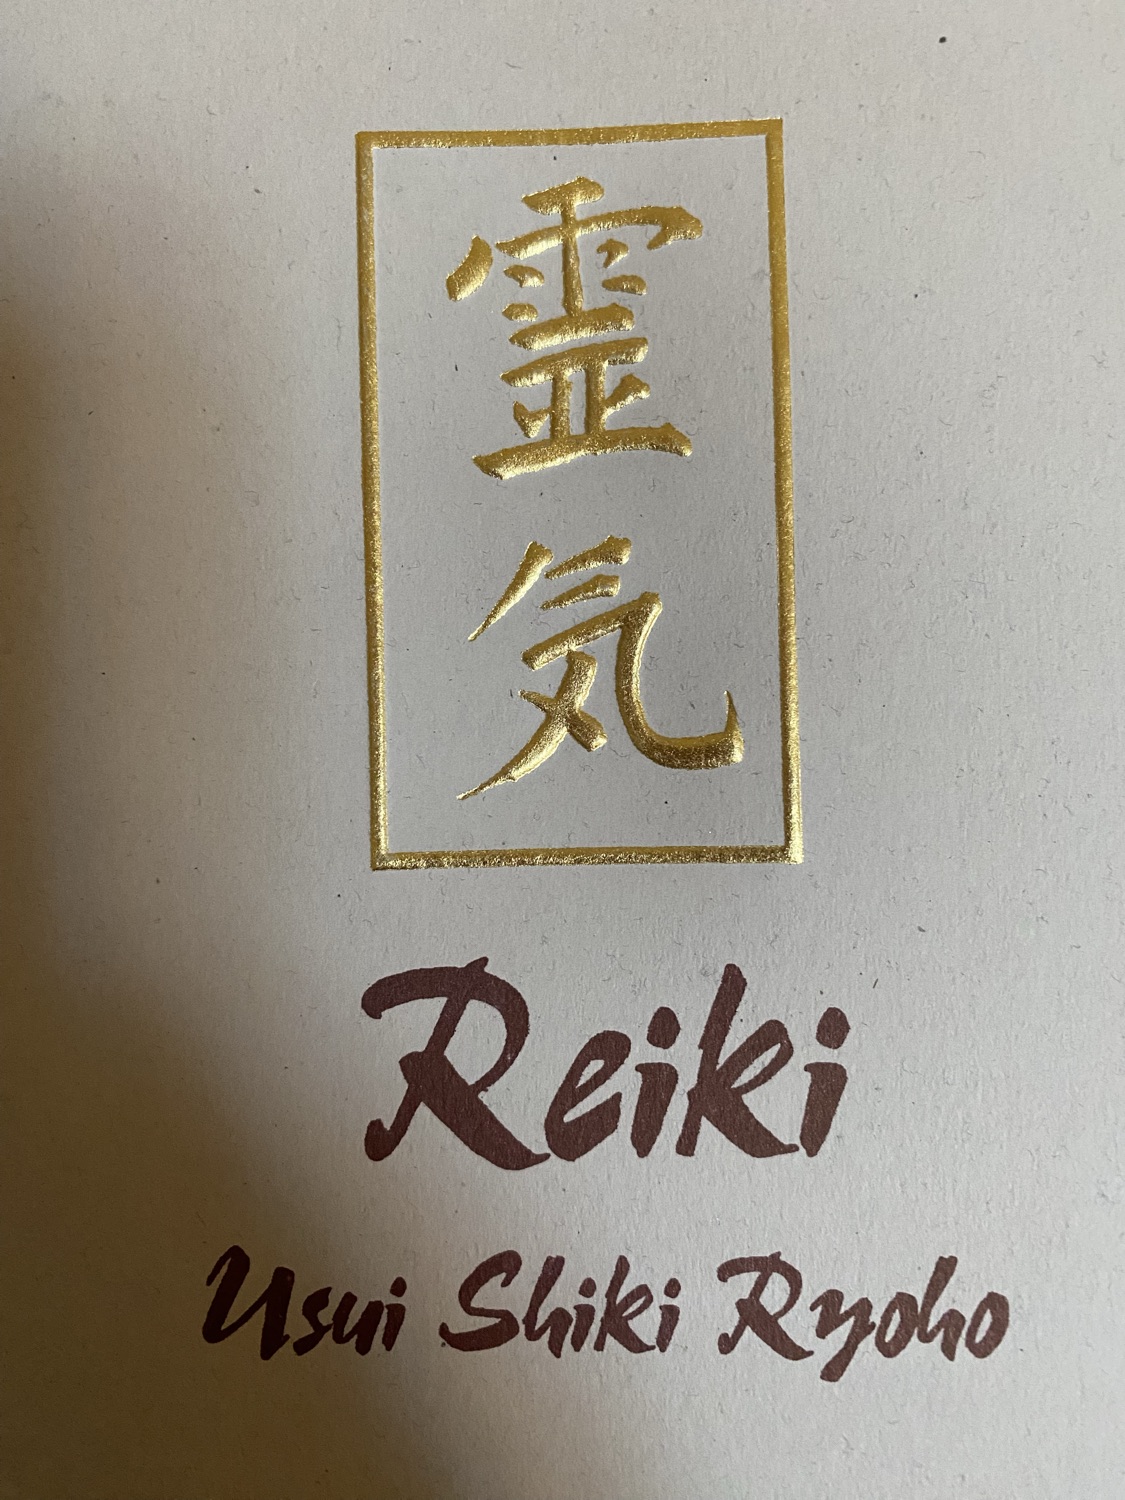 霊気
Reiki
Usui Shiki Ryoho